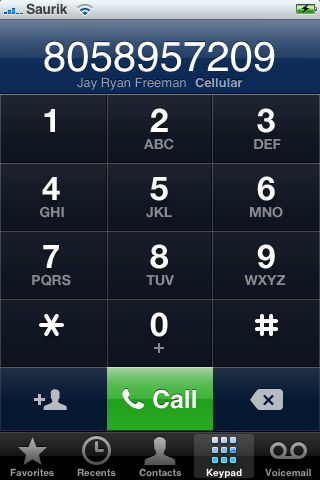 Saurik
8058957209
Jay Ryan Freeman Cellular
1 2 3
ABC DEF
4 5 6
GHI JKL MNO
7 8 9
PQRS TUV WXYZ
* 0 #
+
+ Call
Favorites Recents Contacts Keypad Voicemail